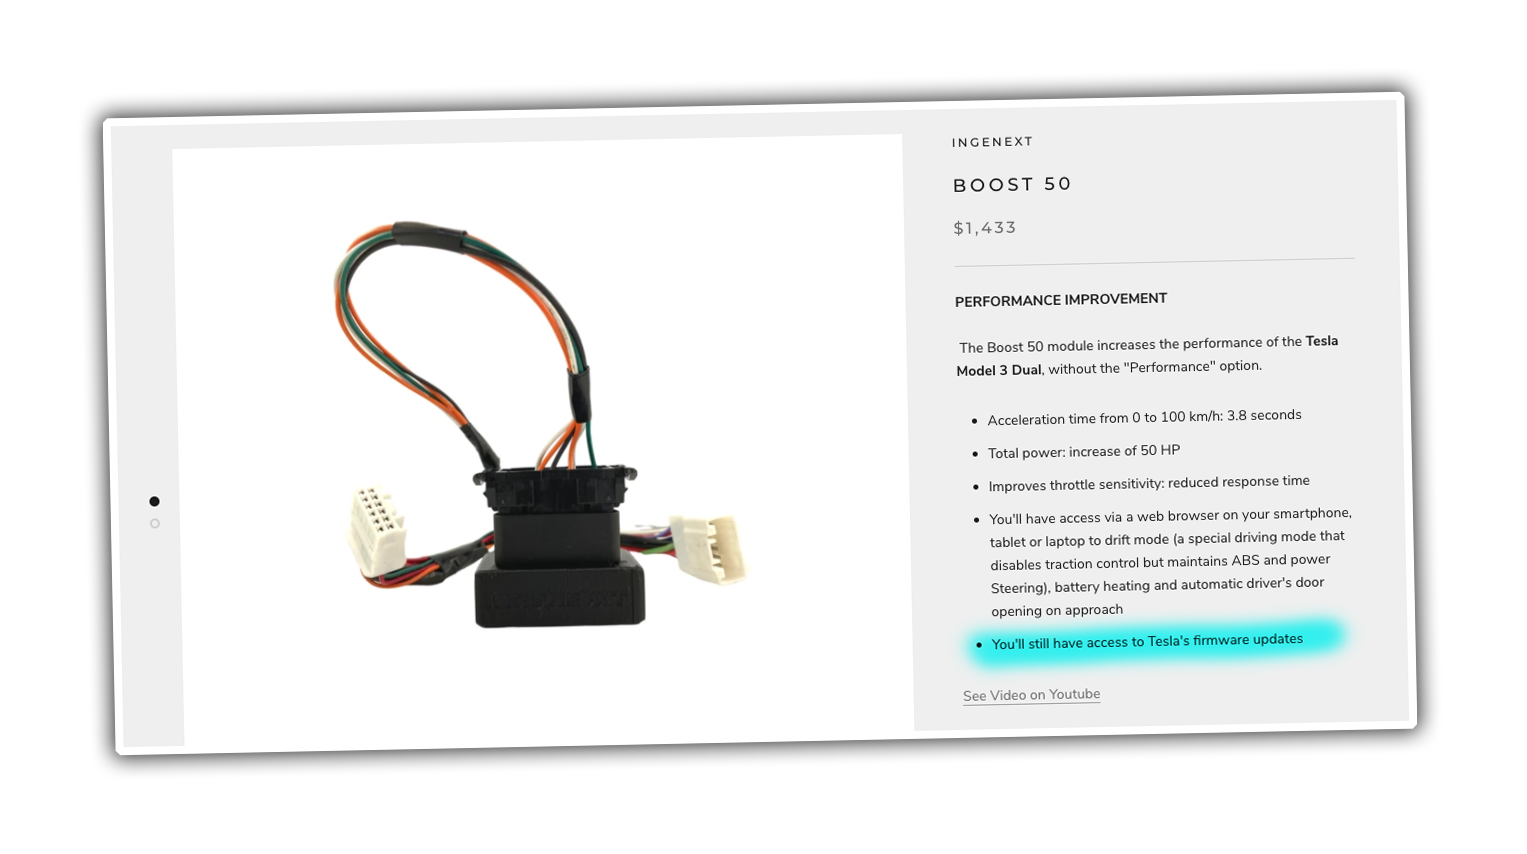 INGENEXT
BOOST 50
$1,433
PERFORMANCE IMPROVEMENT
The Boost 50 module increases the performance of the Tesla
Model 3 Dual, without the "Performance" option.
• Acceleration time from 0 to 100 km/h: 3.8 seconds
• Total power: increase of 50 HP
• Improves throttle sensitivity: reduced response time
• You'll have access via a web browser on your smartphone,
tablet or laptop to drift mode (a special driving mode that
disables traction control but maintains ABS and power
Steering), battery heating and automatic driver's door
opening on approach
• You'll still have access to Tesla's firmware updates
See Video on Youtube